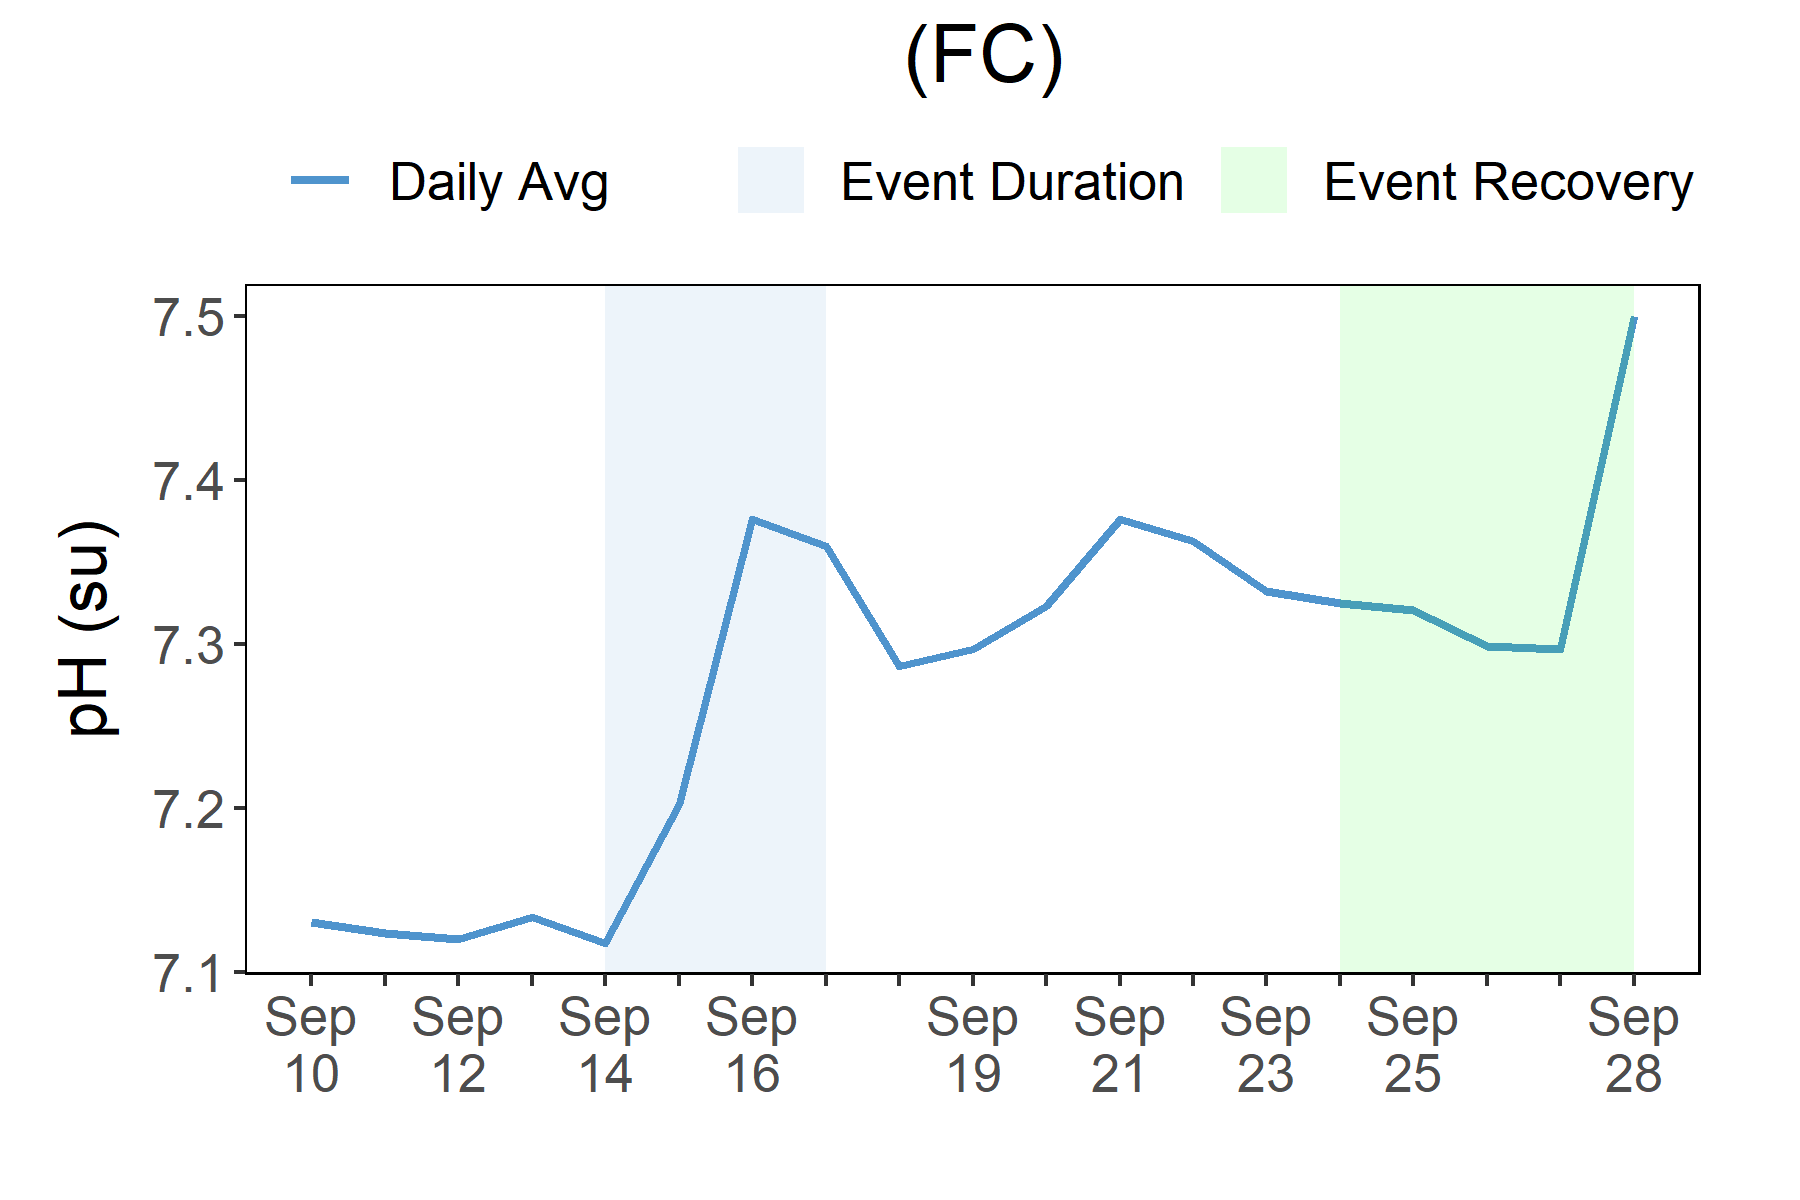 (FC)
Daily Avg Event Duration Event Recovery
pH (su)
7.5
7.4
7.3
7.2
7.1
Sep Sep Sep Sep Sep Sep Sep Sep Sep
10 12 14 16 19 21 23 25 28